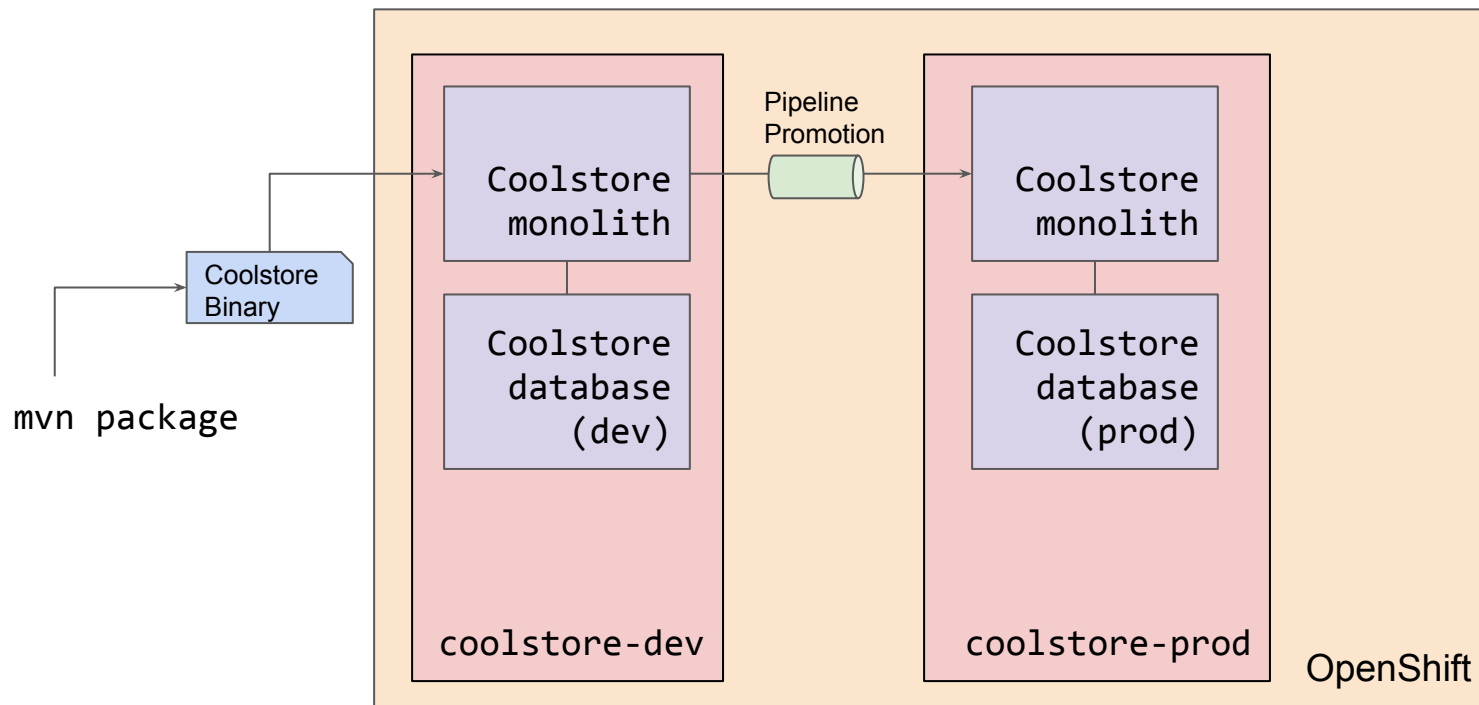 mvn package
Coolstore
Binary
Coolstore
monolith
Coolstore
database
(dev)
coolstore-dev
Pipeline
Promotion
Coolstore
monolith
Coolstore
database
(prod)
coolstore-prod
OpenShift